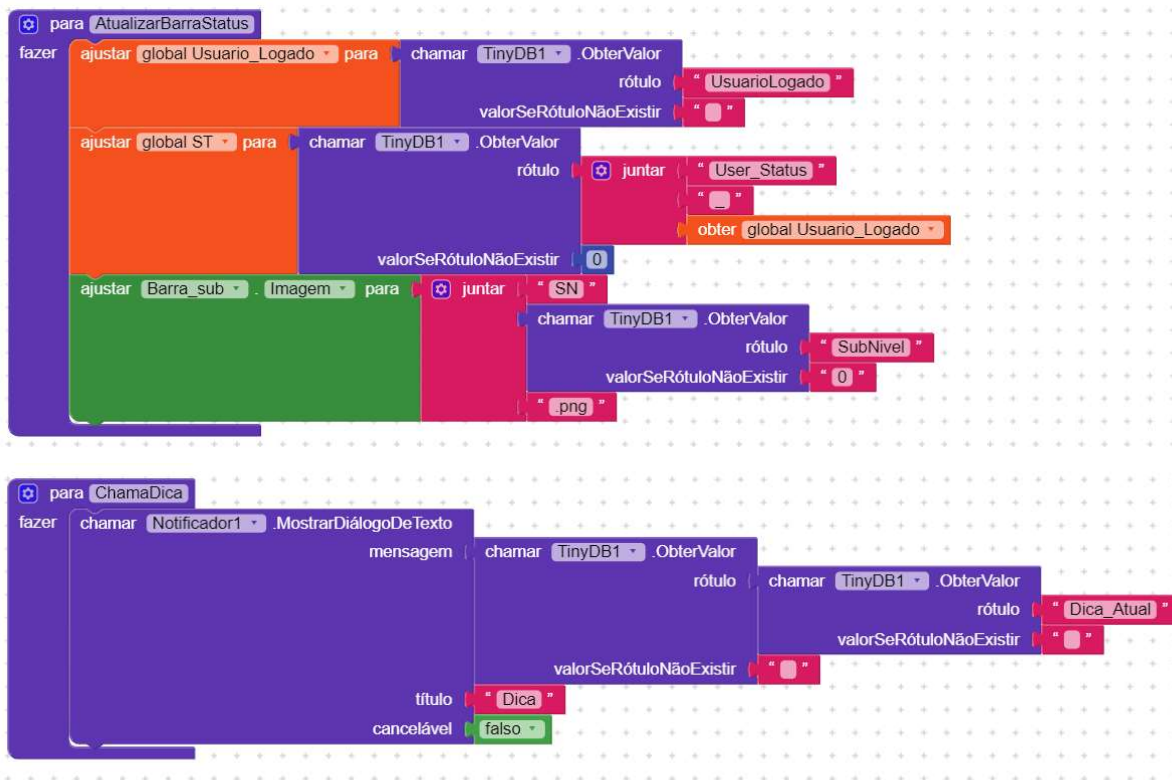 para AtualizarBarraStatus
fazer ajustar global Usuario_Logado para chamar TinyDB1 .ObterValor
rótulo " UsuarioLogado "
valorSeRótuloNãoExistir " "
ajustar global ST para chamar TinyDB1 .ObterValor
rótulo juntar " User_Status "
" _ "
obter global Usuario_Logado
valorSeRótuloNãoExistir 0
ajustar Barra_sub . Imagem para juntar " SN "
chamar TinyDB1 .ObterValor
rótulo " SubNivel "
valorSeRótuloNãoExistir " 0 "
" .png "
para ChamaDica
fazer chamar Notificador1 .MostrarDiálogoDeTexto
mensagem chamar TinyDB1 .ObterValor
rótulo chamar TinyDB1 .ObterValor
rótulo " Dica_Atual "
valorSeRótuloNãoExistir " "
valorSeRótuloNãoExistir " "
título " Dica "
cancelável falso